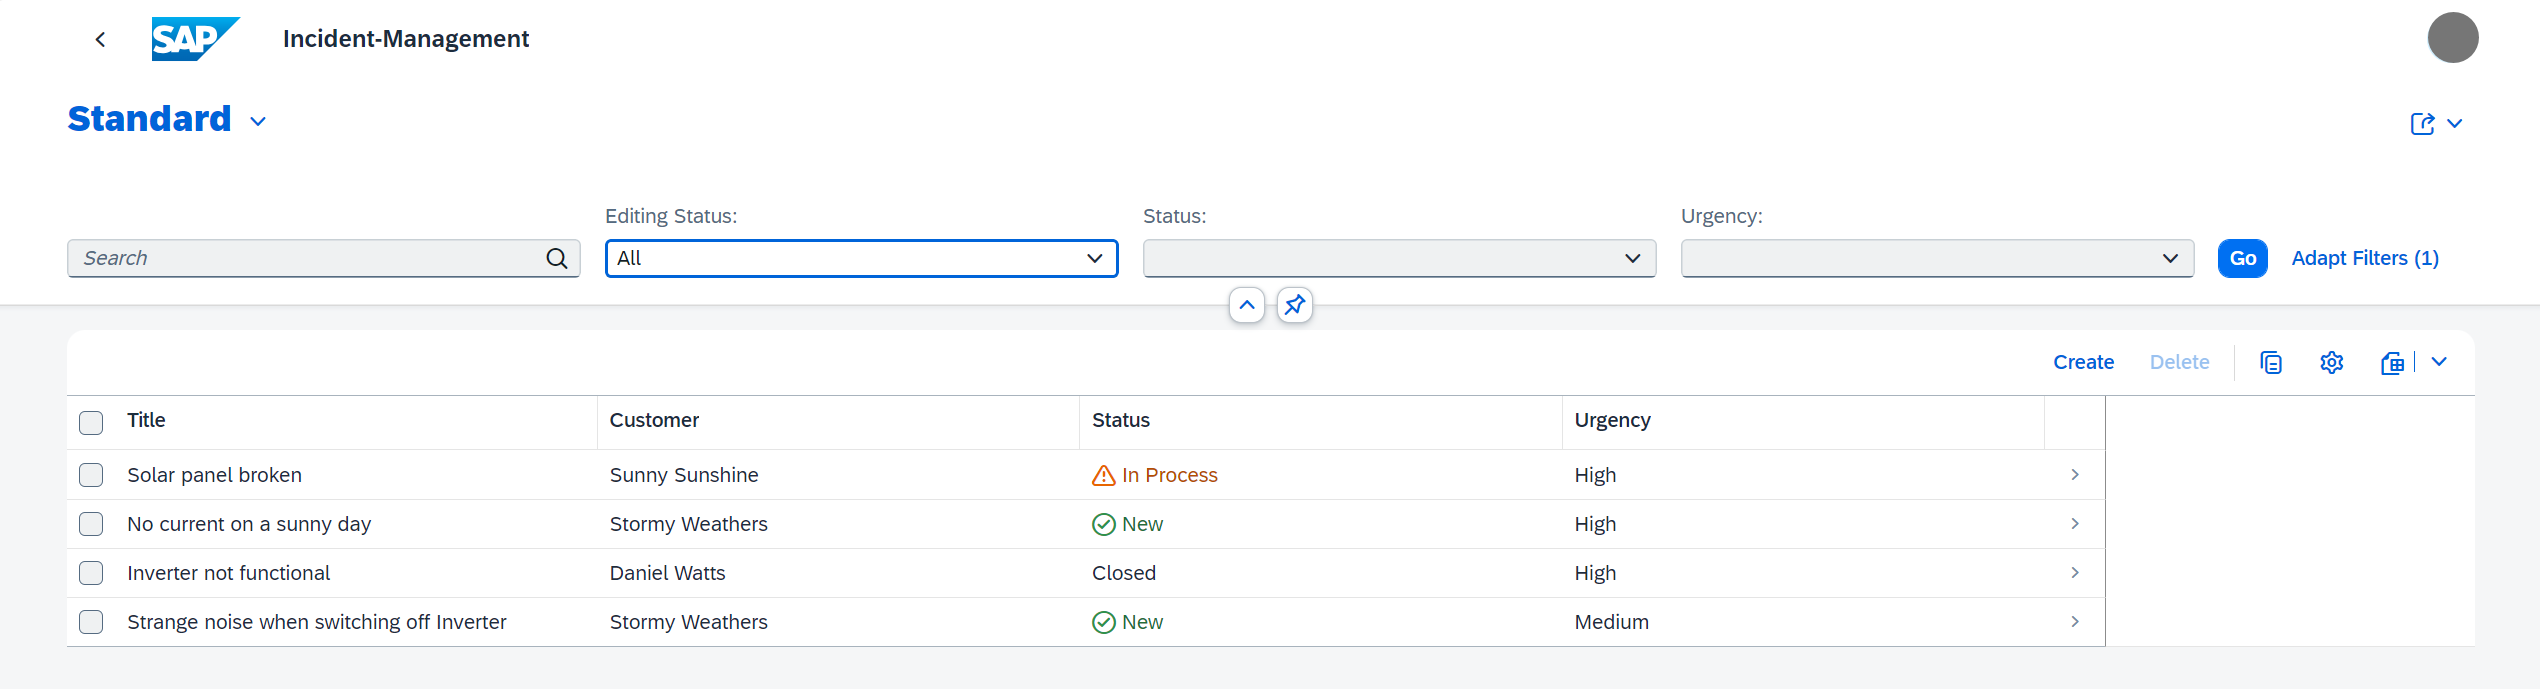 SAP Incident-Management
Standard
Editing Status: Status: Urgency:
Search All Go Adapt Filters (1)
Create Delete
Title Customer Status Urgency
Solar panel broken Sunny Sunshine In Process High
No current on a sunny day Stormy Weathers New High
Inverter not functional Daniel Watts Closed High
Strange noise when switching off Inverter Stormy Weathers New Medium